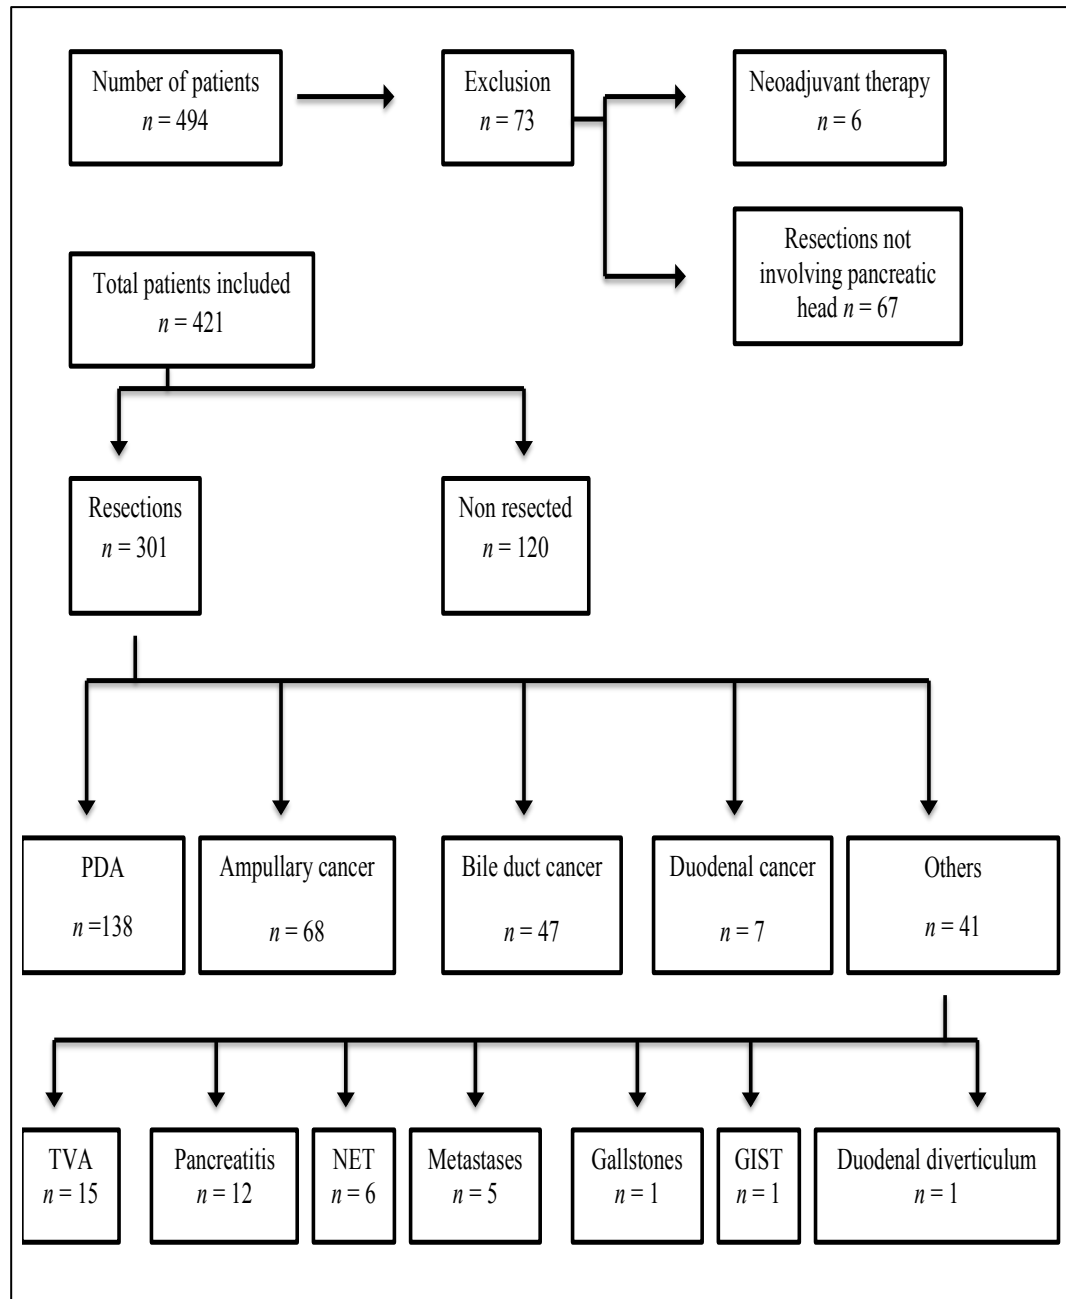 Number of patients
n = 494
Exclusion
n = 73
Neoadjuvant therapy
n = 6
Resections not
involving pancreatic
head n = 67
Total patients included
n = 421
Resections
n = 301
Non resected
n = 120
PDA
n =138
Ampullary cancer
n = 68
Bile duct cancer
n = 47
Duodenal cancer
n = 7
Others
n = 41
TVA
n = 15
Pancreatitis
n = 12
NET
n = 6
Metastases
n = 5
Gallstones
n = 1
GIST
n = 1
Duodenal diverticulum
n = 1